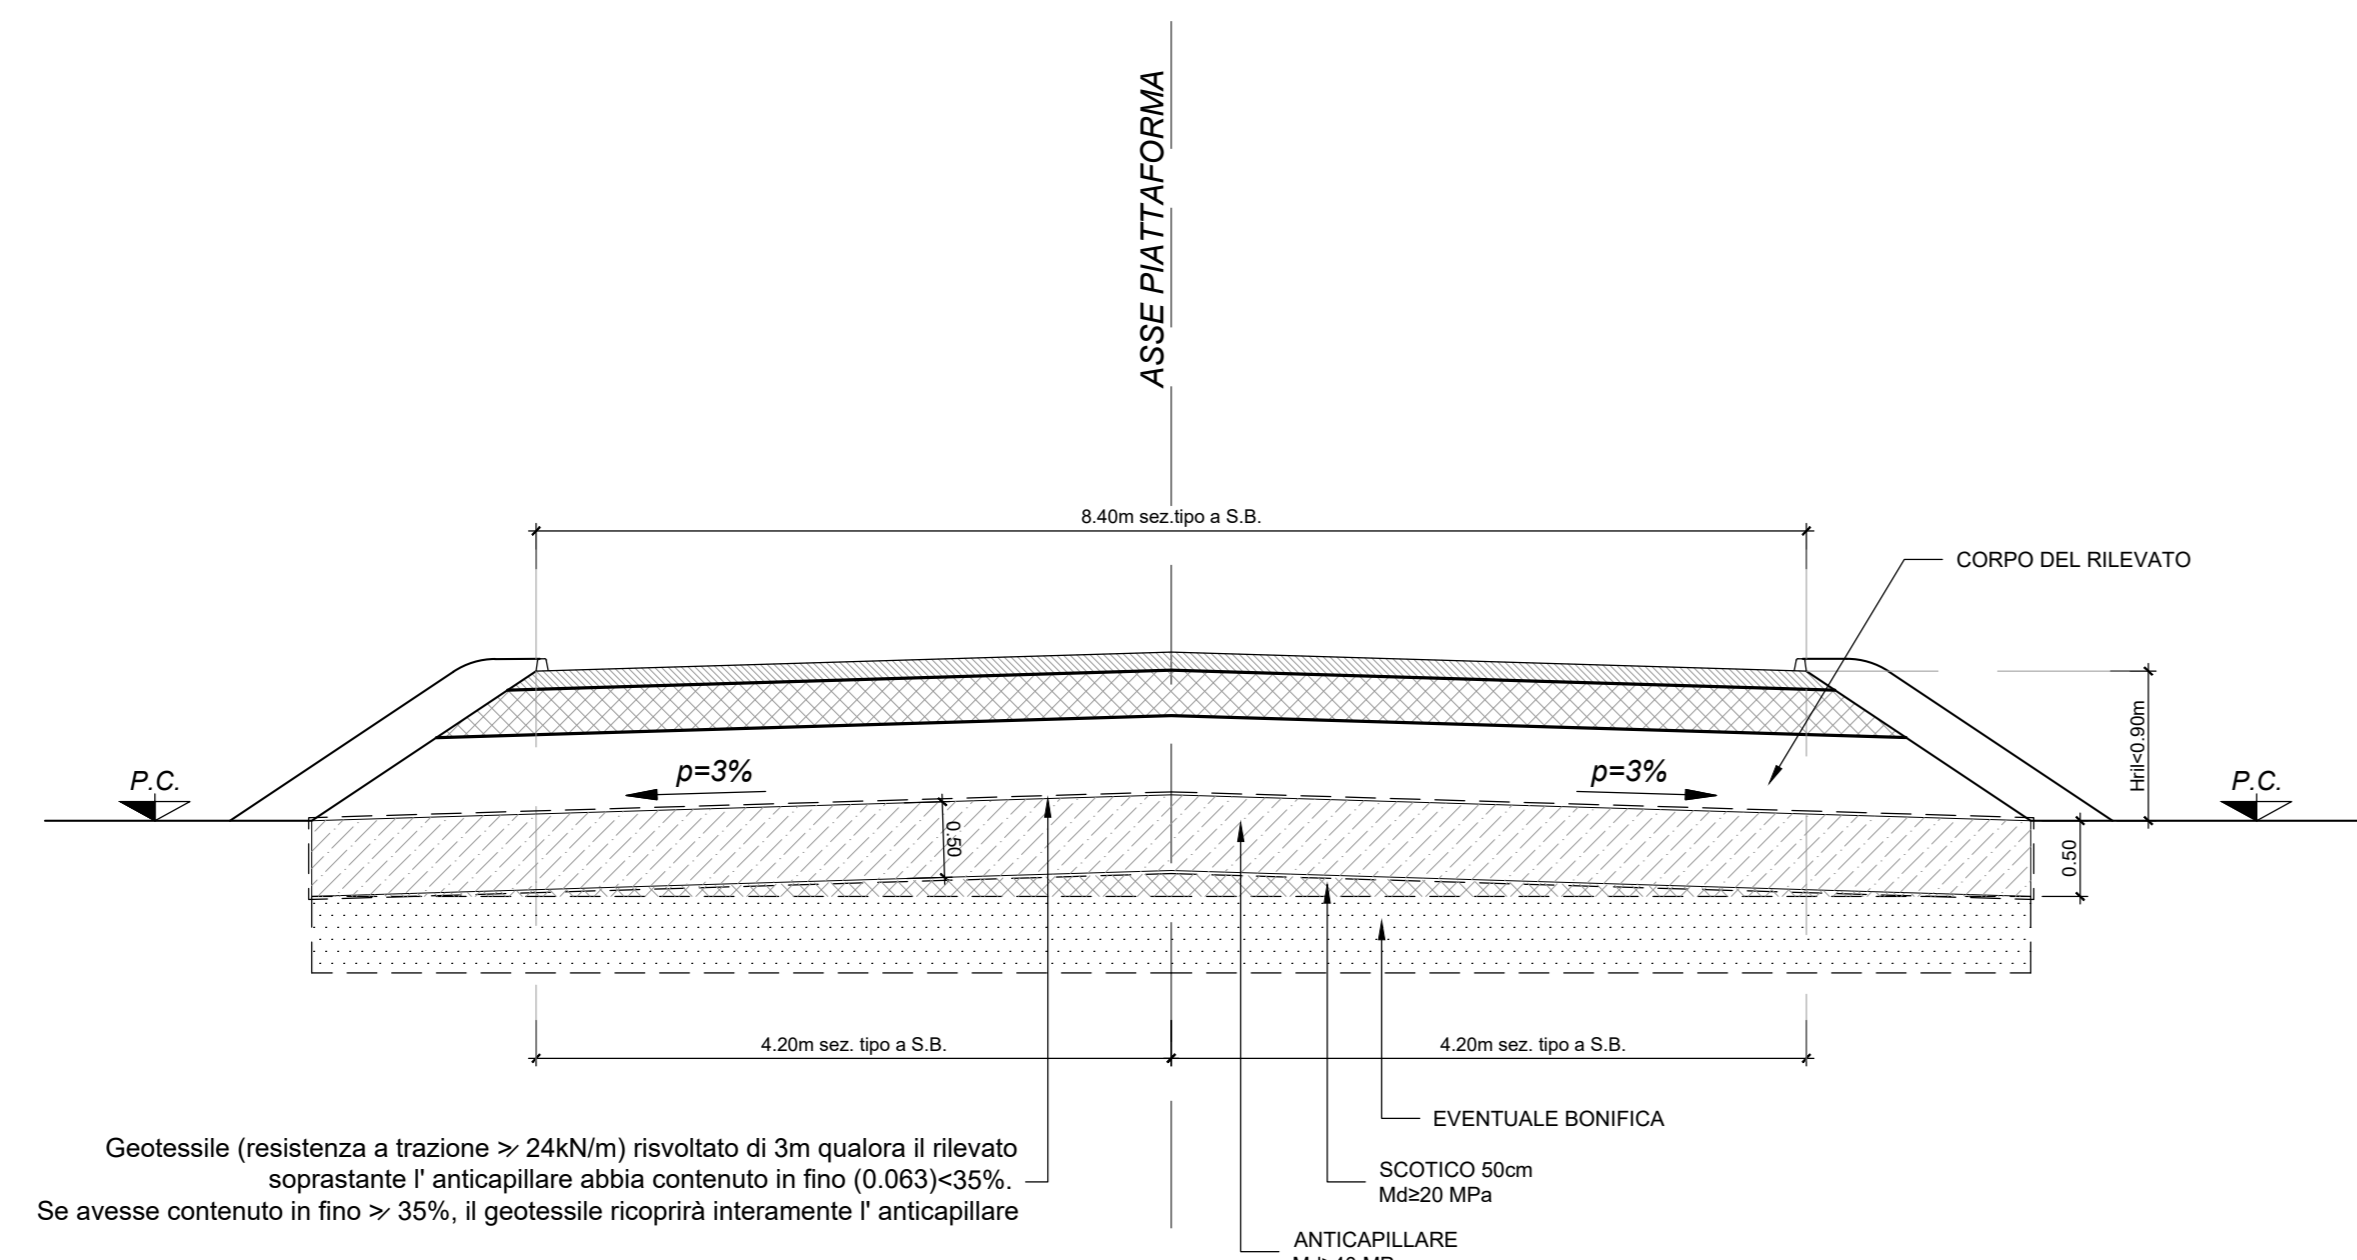 ASSE PIATTAFORMA
8.40m sez.tipo a S.B.
CORPO DEL RILEVATO
Hril<0.90m
P.C.
p=3%
p=3%
P.C.
0.50
0.50
4.20m sez. tipo a S.B.
4.20m sez. tipo a S.B.
EVENTUALE BONIFICA
Geotessile (resistenza a trazione ≥ 24kN/m) risvoltato di 3m qualora il rilevato
soprastante l' anticapillare abbia contenuto in fino (0.063)<35%.
Se avesse contenuto in fino ≥ 35%, il geotessile ricoprirà interamente l' anticapillare
SCOTICO 50cm
Md≥20 MPa
ANTICAPILLARE